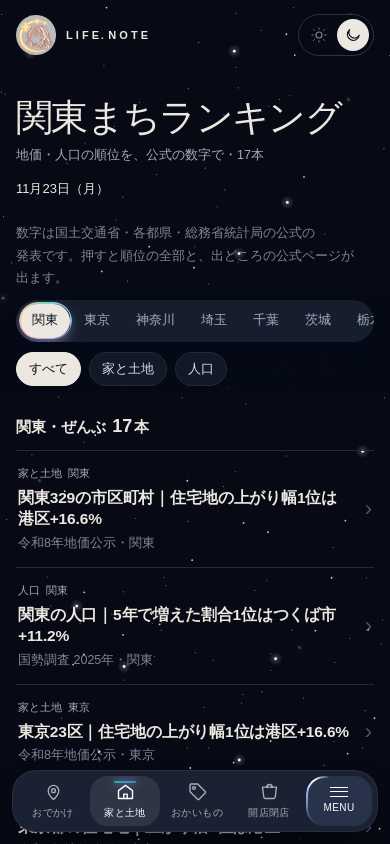 LIFE.NOTE
関東まちランキング
地価・人口の順位を、公式の数字で・17本
11月23日（月）
数字は国土交通省・各都県・総務省統計局の公式の
発表です。押すと順位の全部と、出どころの公式ページが
出ます。
関東 東京 神奈川 埼玉 千葉 茨城
すべて 家と土地 人口
関東・ぜんぶ 17本
家と土地 関東
関東329の市区町村｜住宅地の上がり幅1位は
港区+16.6%
令和8年地価公示・関東
人口 関東
関東の人口｜5年で増えた割合1位はつくば市
+11.2%
国勢調査 2025年・関東
家と土地 東京
東京23区｜住宅地の上がり幅1位は港区+16.6%
令和8年地価公示・東京
おでかけ 家と土地 おかいもの 開店閉店 MENU